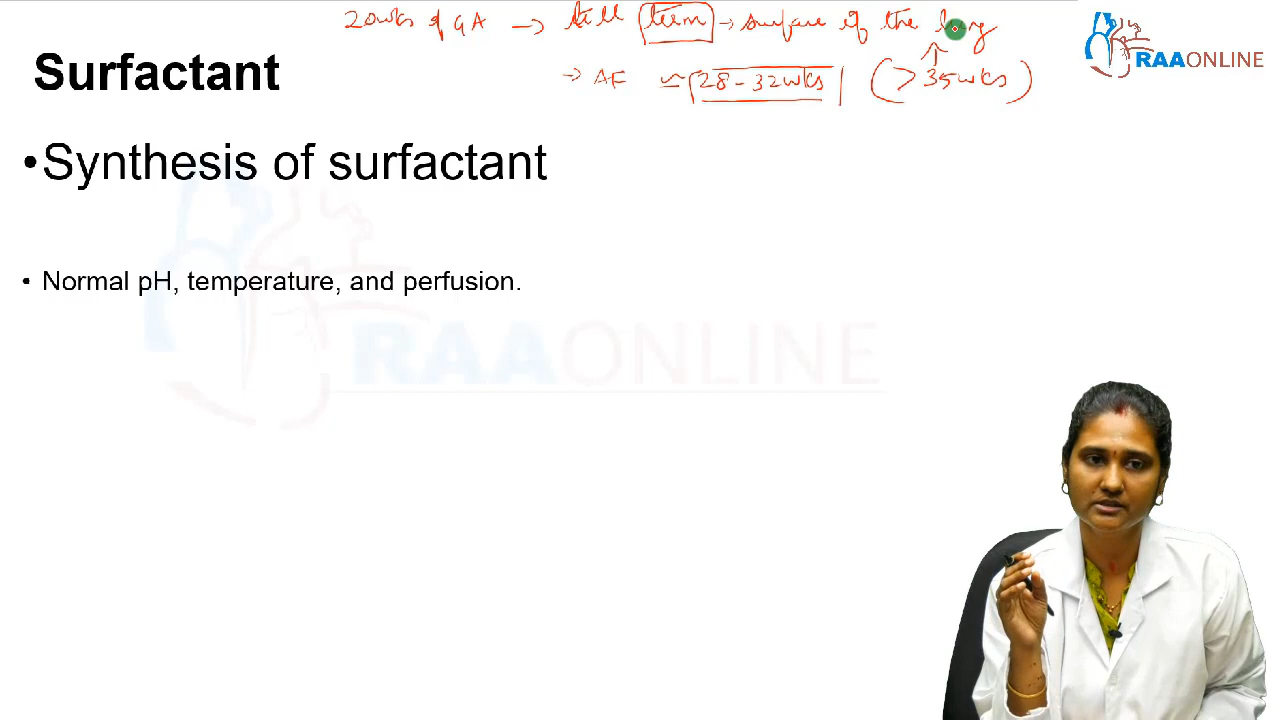 20wks of GA → till term → surface of the lung
→ AF ≃ 28-32wks (>35wks)
RAAONLINE
Surfactant
•Synthesis of surfactant
• Normal pH, temperature, and perfusion.
RAAONLINE